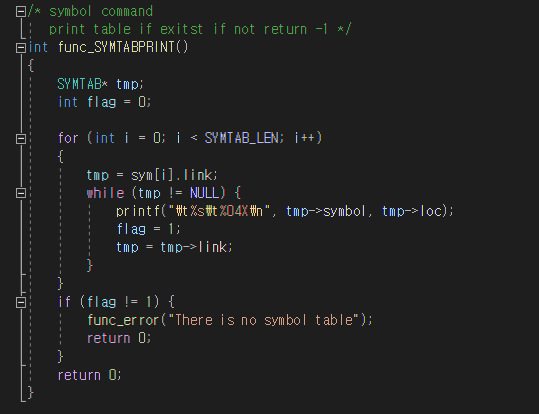 /* symbol command
print table if exitst if not return -1 */
int func_SYMTABPRINT()
{
SYMTAB* tmp;
int flag = 0;
for (int i = 0; i < SYMTAB_LEN; i++)
{
tmp = sym[i].link;
while (tmp != NULL) {
printf("₩t%s₩t%04X₩n", tmp->symbol, tmp->loc);
flag = 1;
tmp = tmp->link;
}
}
if (flag != 1) {
func_error("There is no symbol table");
return 0;
}
return 0;
}